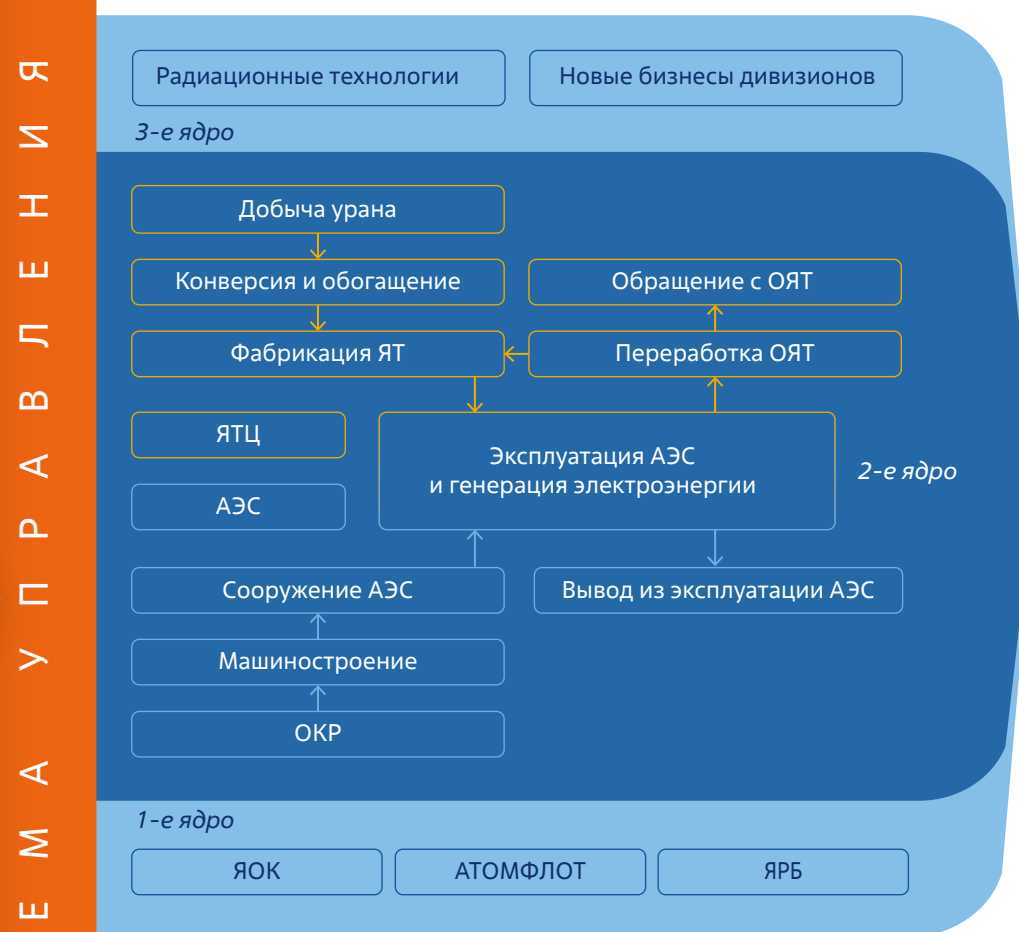 ЕМА УПРАВЛЕНИЯ
Радиационные технологии
Новые бизнесы дивизионов
3-е ядро
Добыча урана
Конверсия и обогащение
Обращение с ОЯТ
Фабрикация ЯТ
Переработка ОЯТ
ЯТЦ
Эксплуатация АЭС
и генерация электроэнергии
2-е ядро
АЭС
Сооружение АЭС
Вывод из эксплуатации АЭС
Машиностроение
ОКР
1-е ядро
ЯОК
АТОМФЛОТ
ЯРБ